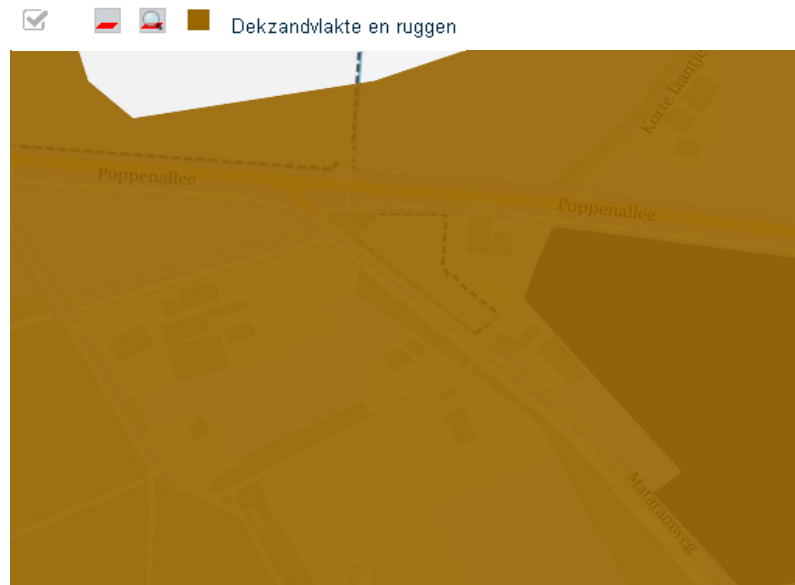 Dekzandvlakte en ruggen
Korte laantje
Poppenallee
Poppenallee
Mataramweg